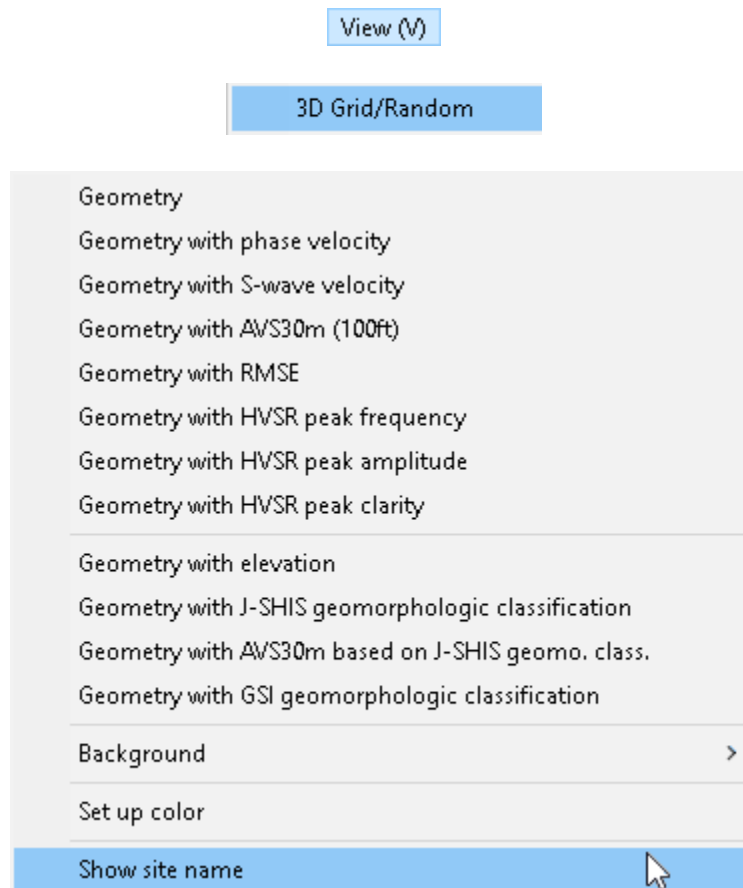 View (V)
3D Grid/Random
Geometry
Geometry with phase velocity
Geometry with S-wave velocity
Geometry with AVS30m (100ft)
Geometry with RMSE
Geometry with HVSR peak frequency
Geometry with HVSR peak amplitude
Geometry with HVSR peak clarity
Geometry with elevation
Geometry with J-SHIS geomorphologic classification
Geometry with AVS30m based on J-SHIS geomo. class.
Geometry with GSI geomorphologic classification
Background
Set up color
Show site name